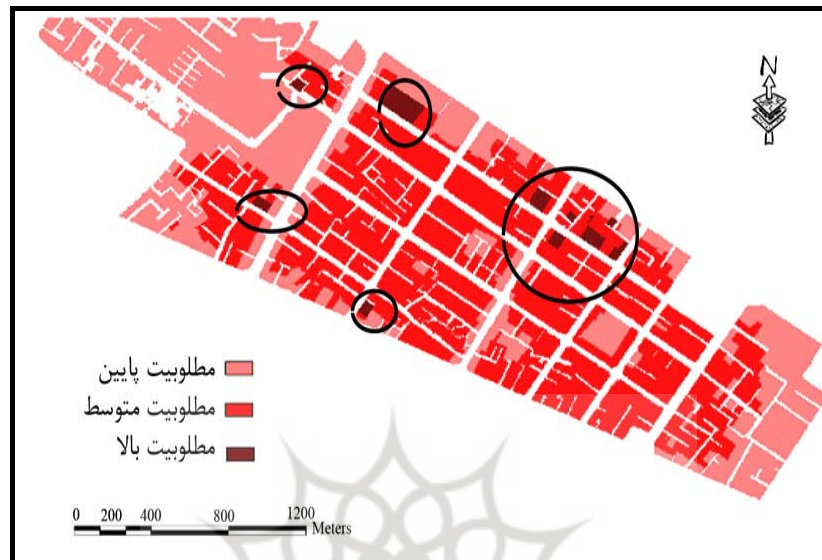 N
مطلوبیت پایین
مطلوبیت متوسط
مطلوبیت بالا
0 200 400 800 1200
Meters